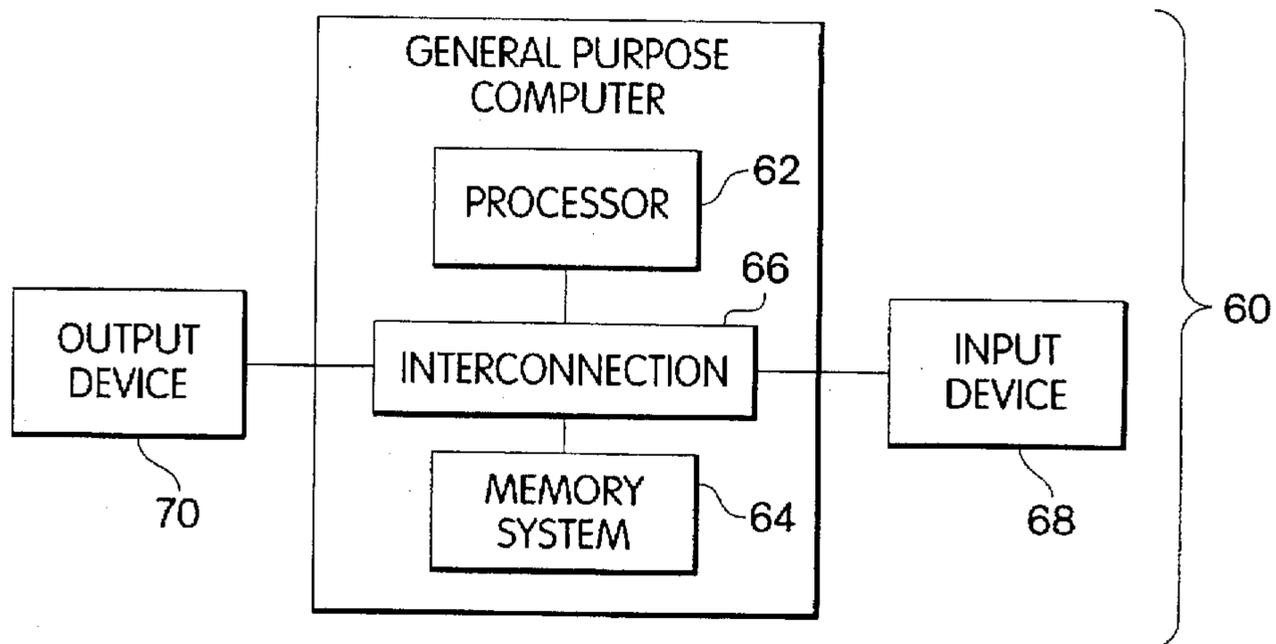 GENERAL PURPOSE
COMPUTER
PROCESSOR
62
66
INTERCONNECTION
OUTPUT
DEVICE
70
INPUT
DEVICE
68
60
MEMORY
SYSTEM
64